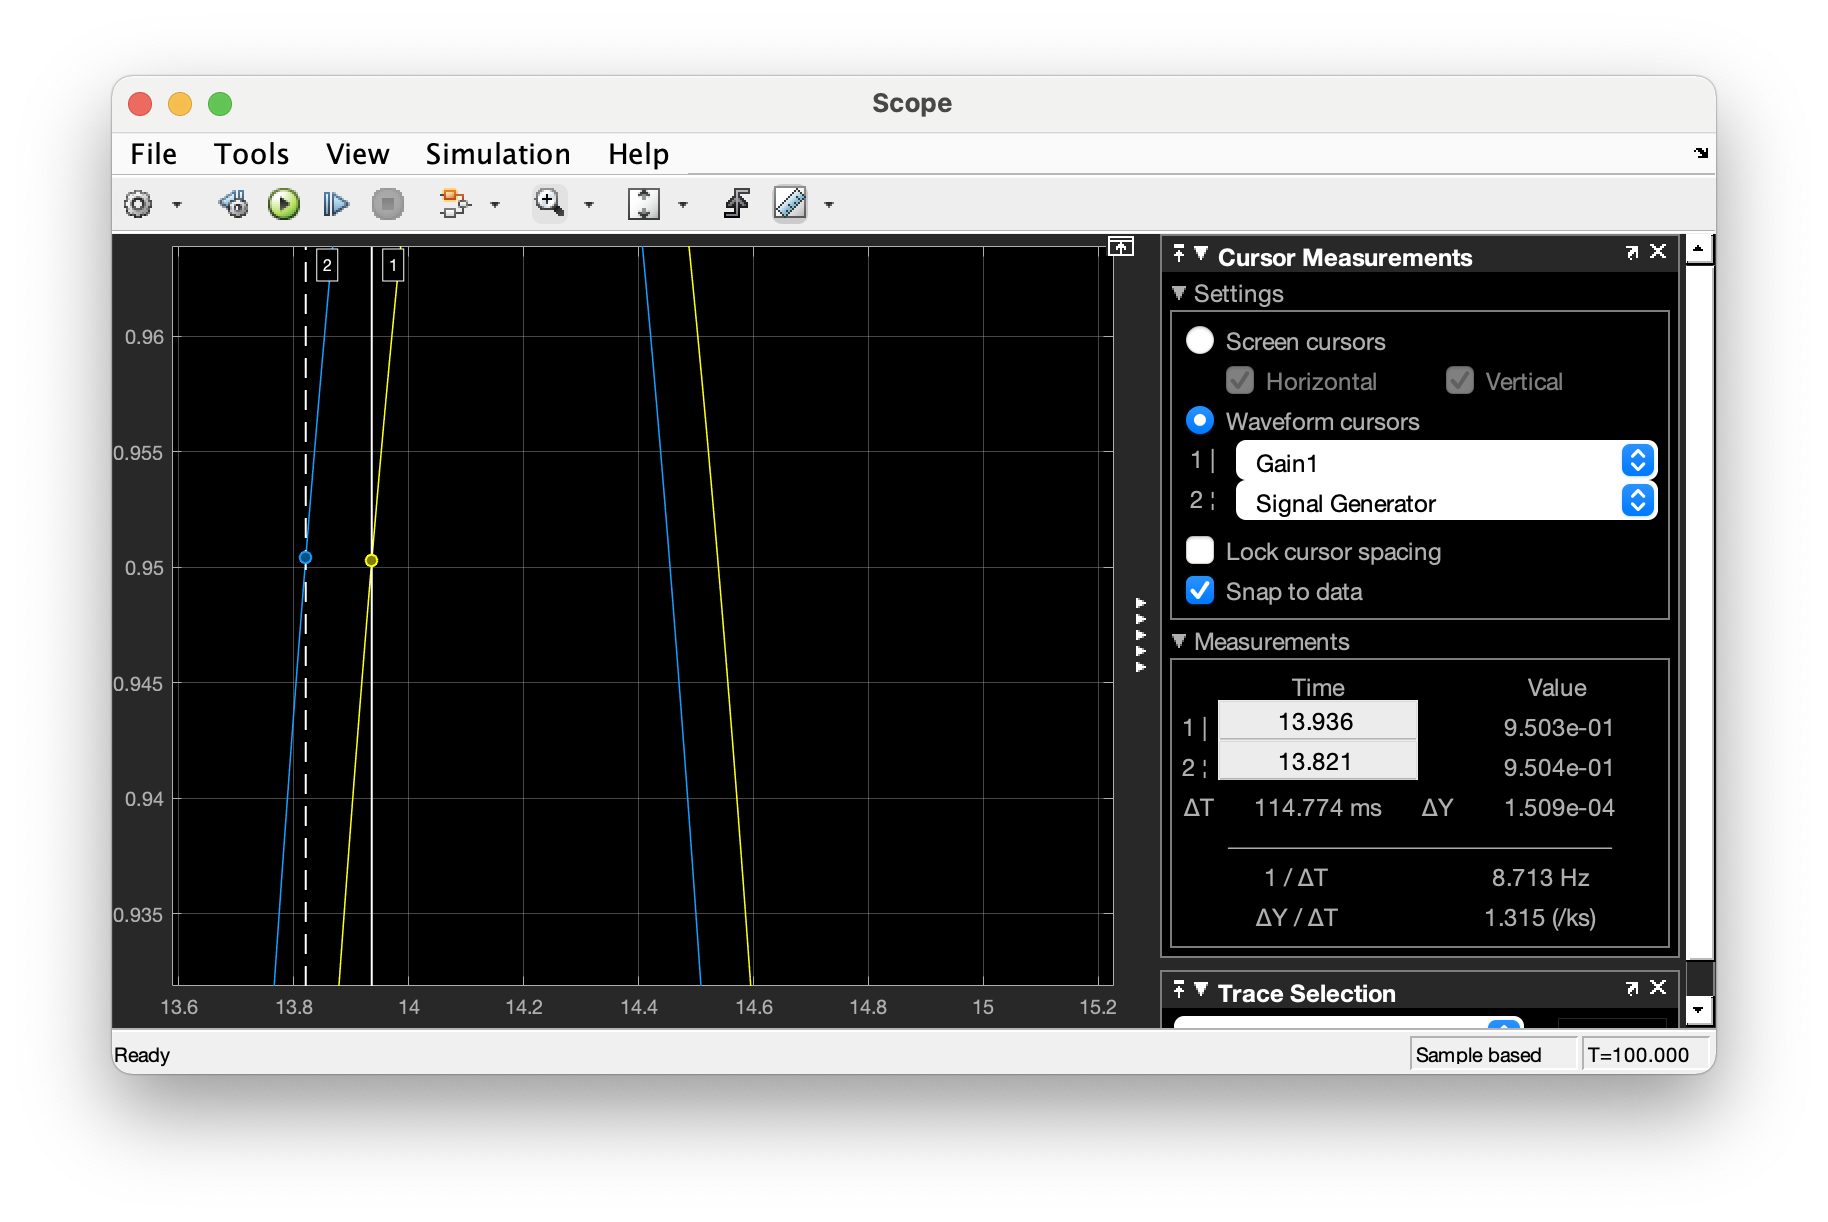 Scope
File Tools View Simulation Help
2 1
0.96
0.955
0.95
0.945
0.94
0.935
13.6 13.8 14 14.2 14.4 14.6 14.8 15 15.2
Cursor Measurements
Settings
Screen cursors
Horizontal Vertical
Waveform cursors
1 | Gain1
2 ¦ Signal Generator
Lock cursor spacing
Snap to data
Measurements
Time Value
1 | 13.936 9.503e-01
2 ¦ 13.821 9.504e-01
ΔT 114.774 ms ΔY 1.509e-04
1 / ΔT 8.713 Hz
ΔY / ΔT 1.315 (/ks)
Trace Selection
Ready Sample based T=100.000